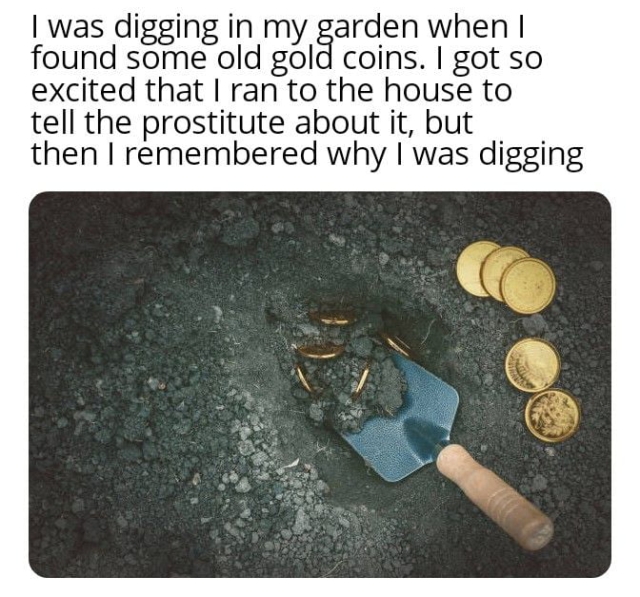 I was digging in my garden when I
found some old gold coins. I got so
excited that I ran to the house to
tell the prostitute about it, but
then I remembered why I was digging